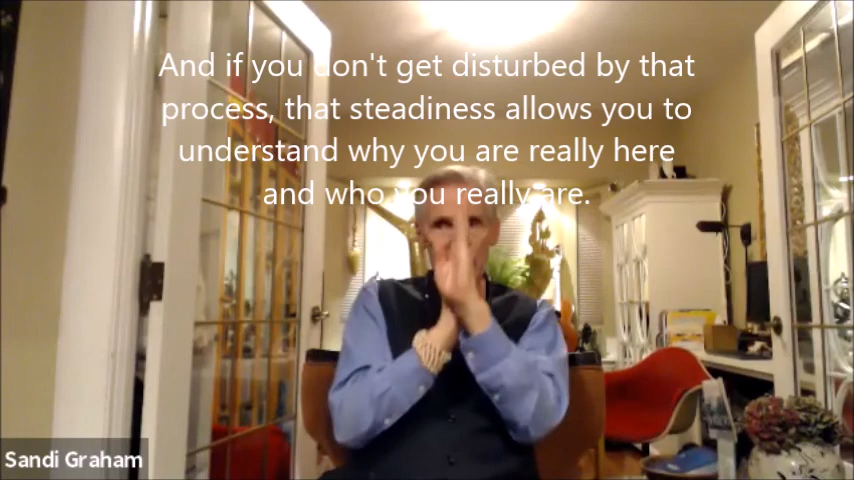 And if you don't get disturbed by that
process, that steadiness allows you to
understand why you are really here
and who you really are.
Sandi Graham